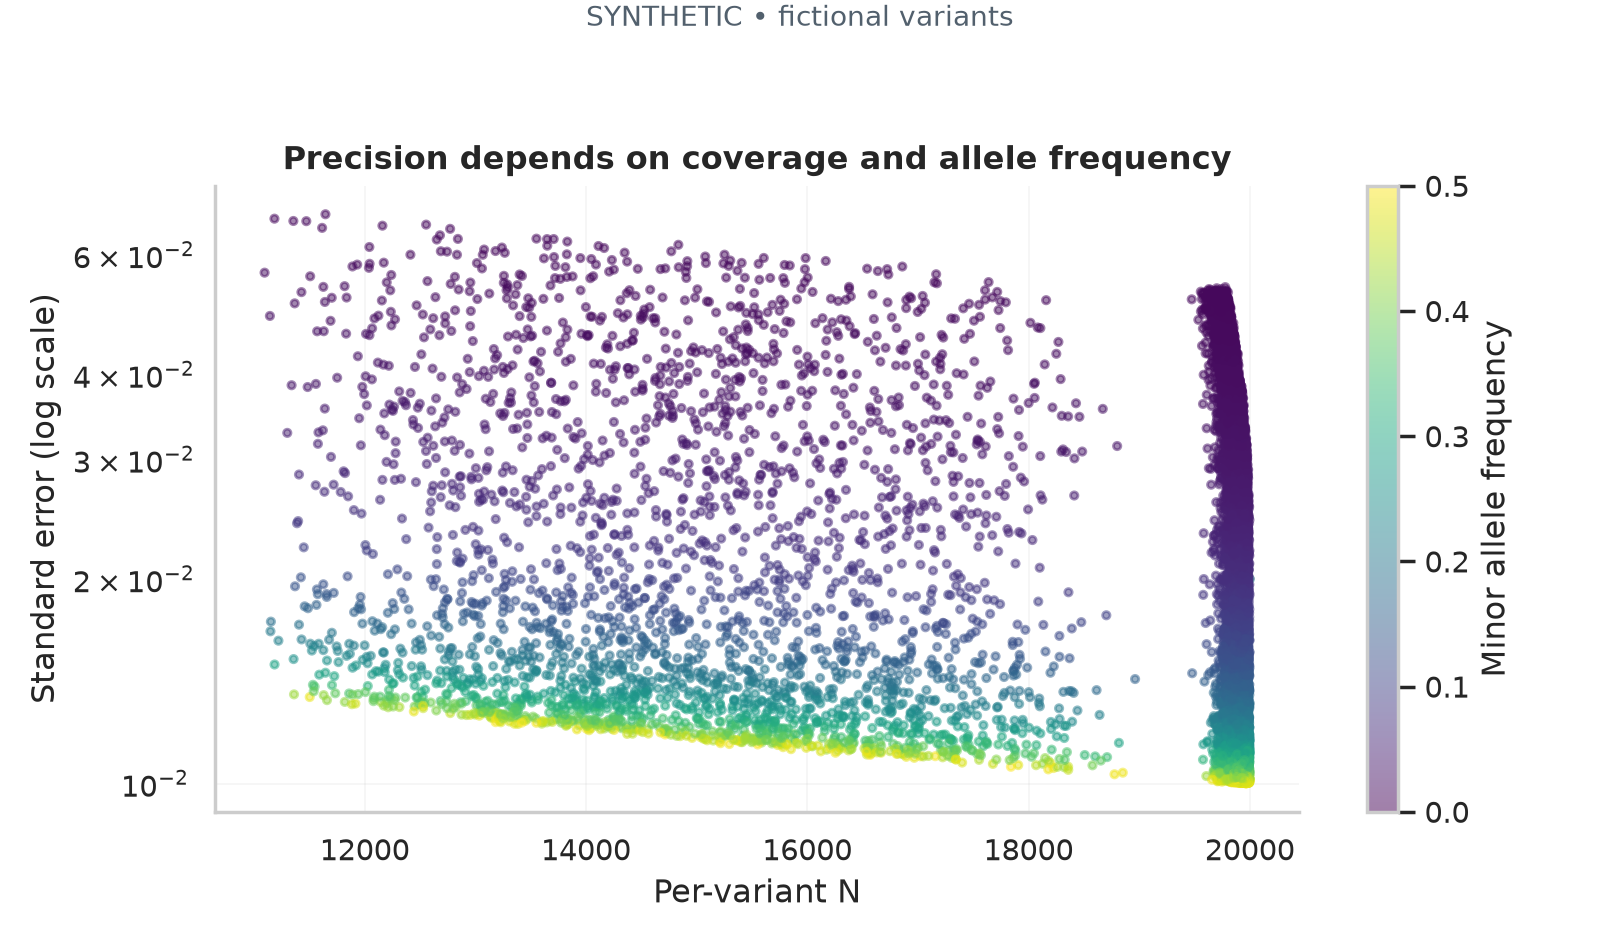 SYNTHETIC • fictional variants
Precision depends on coverage and allele frequency
Standard error (log scale)
6 × 10⁻²
4 × 10⁻²
3 × 10⁻²
2 × 10⁻²
10⁻²
12000 14000 16000 18000 20000
Per-variant N
0.5
0.4
0.3
0.2
0.1
0.0
Minor allele frequency